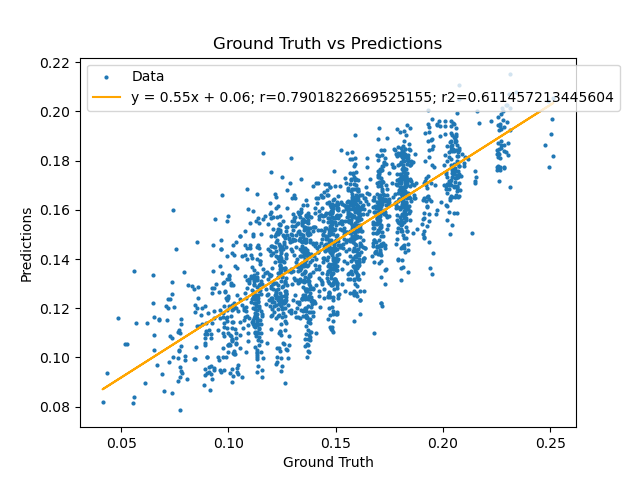 Ground Truth vs Predictions
Data
y = 0.55x + 0.06; r=0.7901822669525155; r2=0.611457213445604
0.22
0.20
0.18
0.16
0.14
0.12
0.10
0.08
Predictions
0.05 0.10 0.15 0.20 0.25
Ground Truth